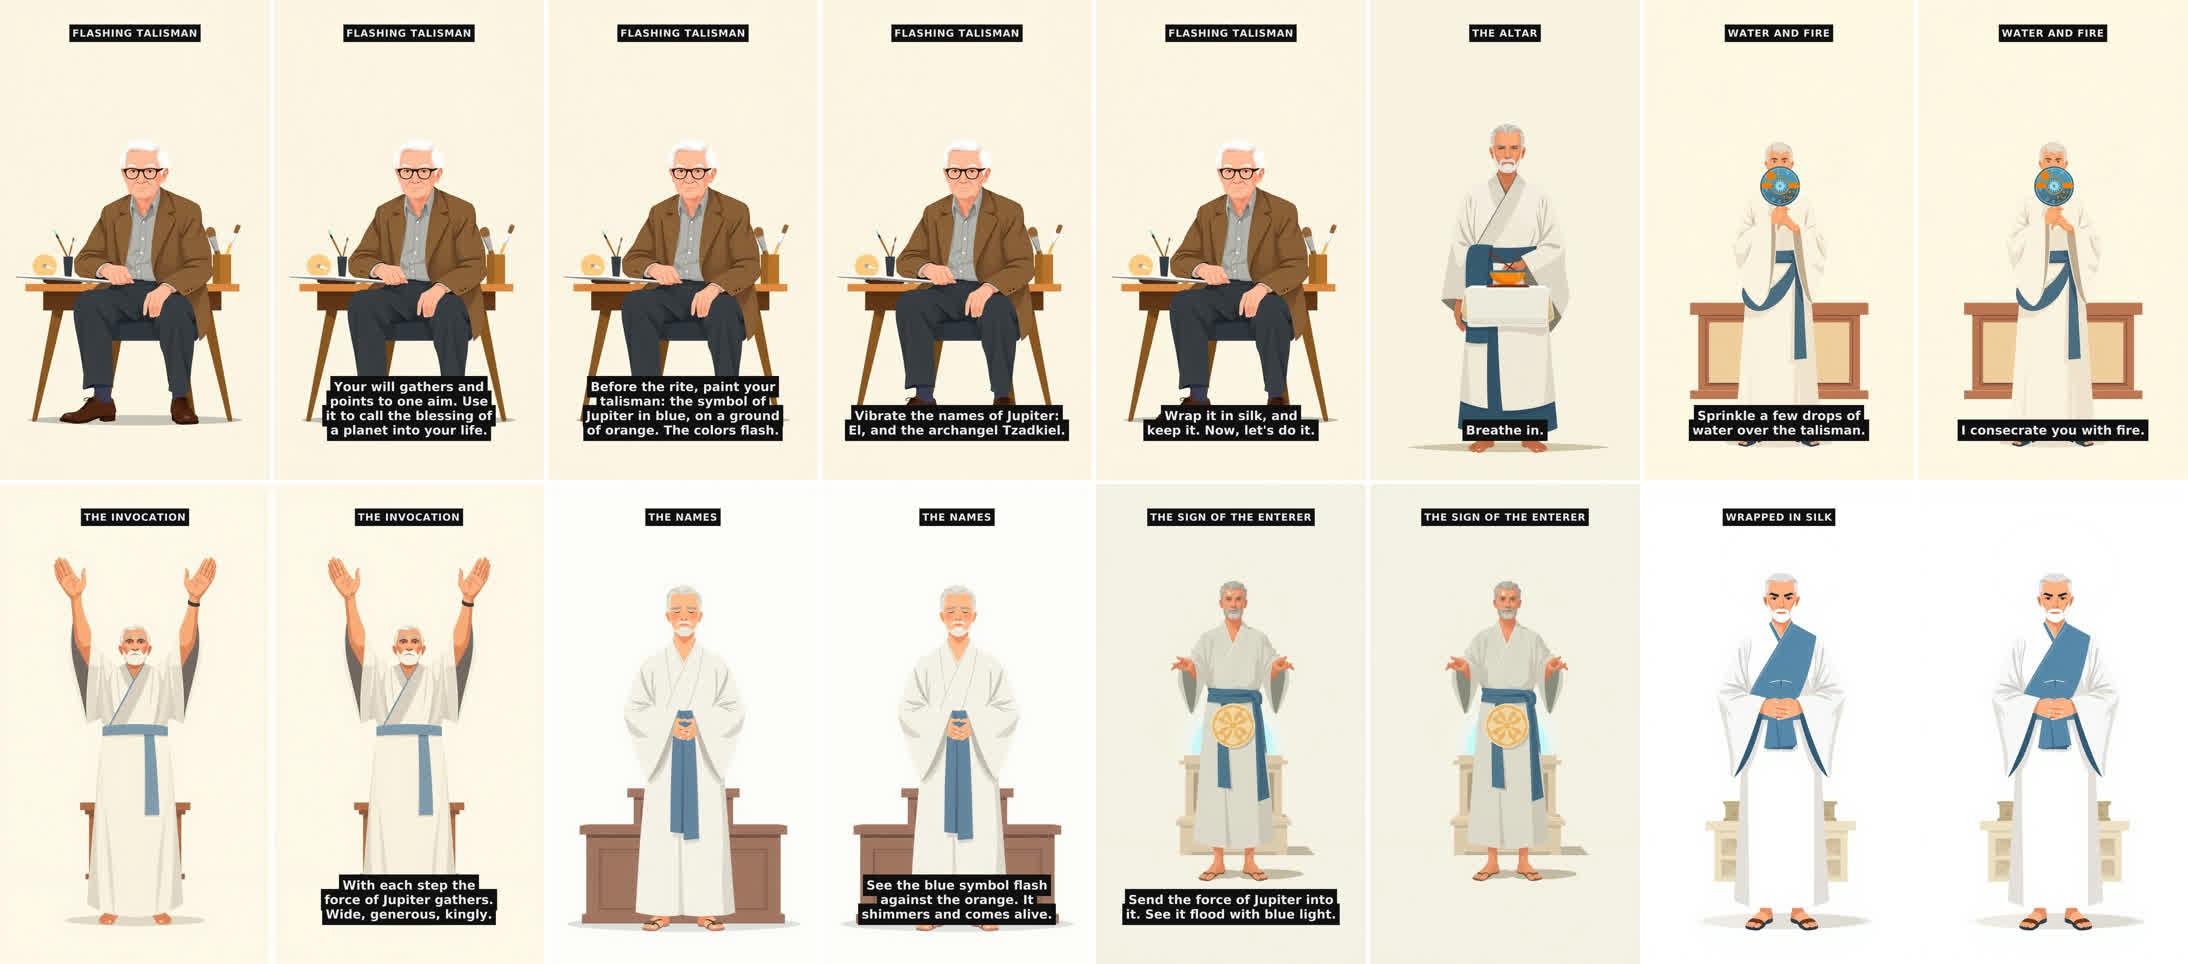 FLASHING TALISMAN
FLASHING TALISMAN
Your will gathers and
points to one aim. Use
it to call the blessing of
a planet into your life.
FLASHING TALISMAN
Before the rite, paint your
talisman: the symbol of
Jupiter in blue, on a ground
of orange. The colors flash.
FLASHING TALISMAN
Vibrate the names of Jupiter:
El, and the archangel Tzadkiel.
FLASHING TALISMAN
Wrap it in silk, and
keep it. Now, let's do it.
THE ALTAR
Breathe in.
WATER AND FIRE
Sprinkle a few drops of
water over the talisman.
WATER AND FIRE
I consecrate you with fire.
THE INVOCATION
THE INVOCATION
With each step the
force of Jupiter gathers.
Wide, generous, kingly.
THE NAMES
THE NAMES
See the blue symbol flash
against the orange. It
shimmers and comes alive.
THE SIGN OF THE ENTERER
Send the force of Jupiter into
it. See it flood with blue light.
THE SIGN OF THE ENTERER
WRAPPED IN SILK